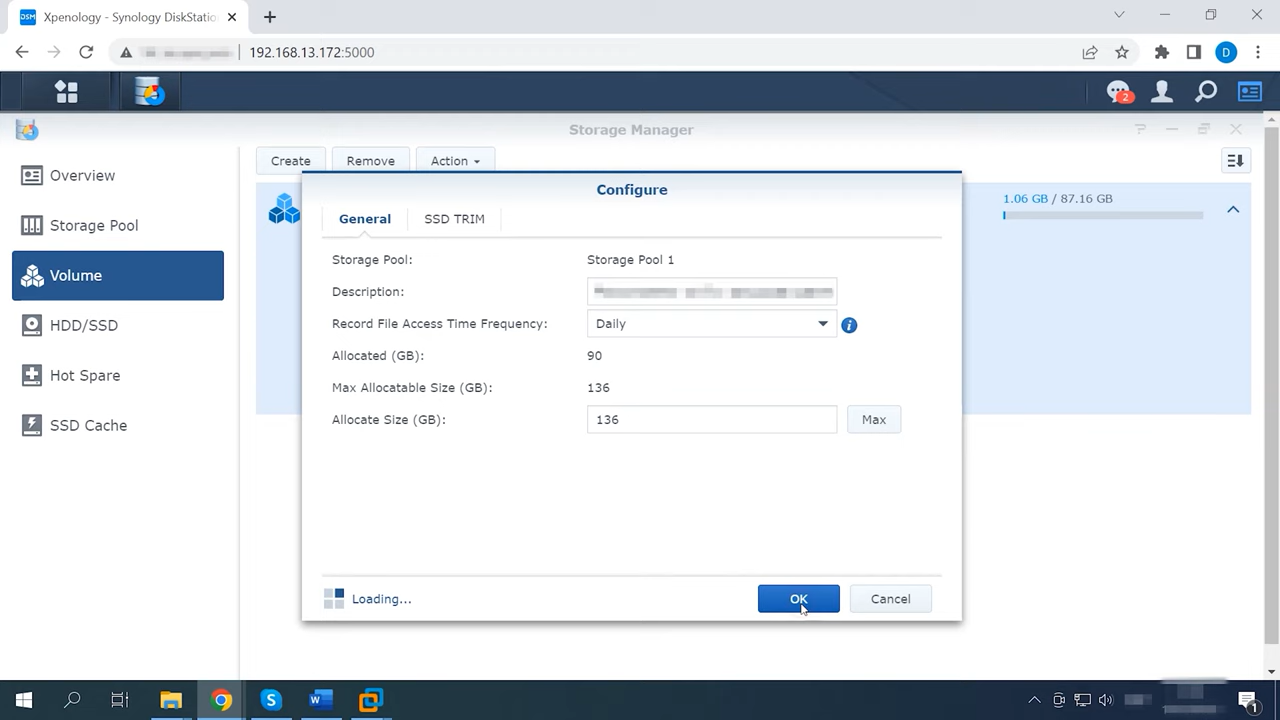 DSM Xpenology - Synology DiskStatio
192.168.13.172:5000
D
2
Storage Manager
Overview
Storage Pool
Volume
HDD/SSD
Hot Spare
SSD Cache
Create Remove Action
1.06 GB / 87.16 GB
Configure
General SSD TRIM
Storage Pool: Storage Pool 1
Description:
Record File Access Time Frequency: Daily
Allocated (GB): 90
Max Allocatable Size (GB): 136
Allocate Size (GB): 136 Max
Loading... OK Cancel
1